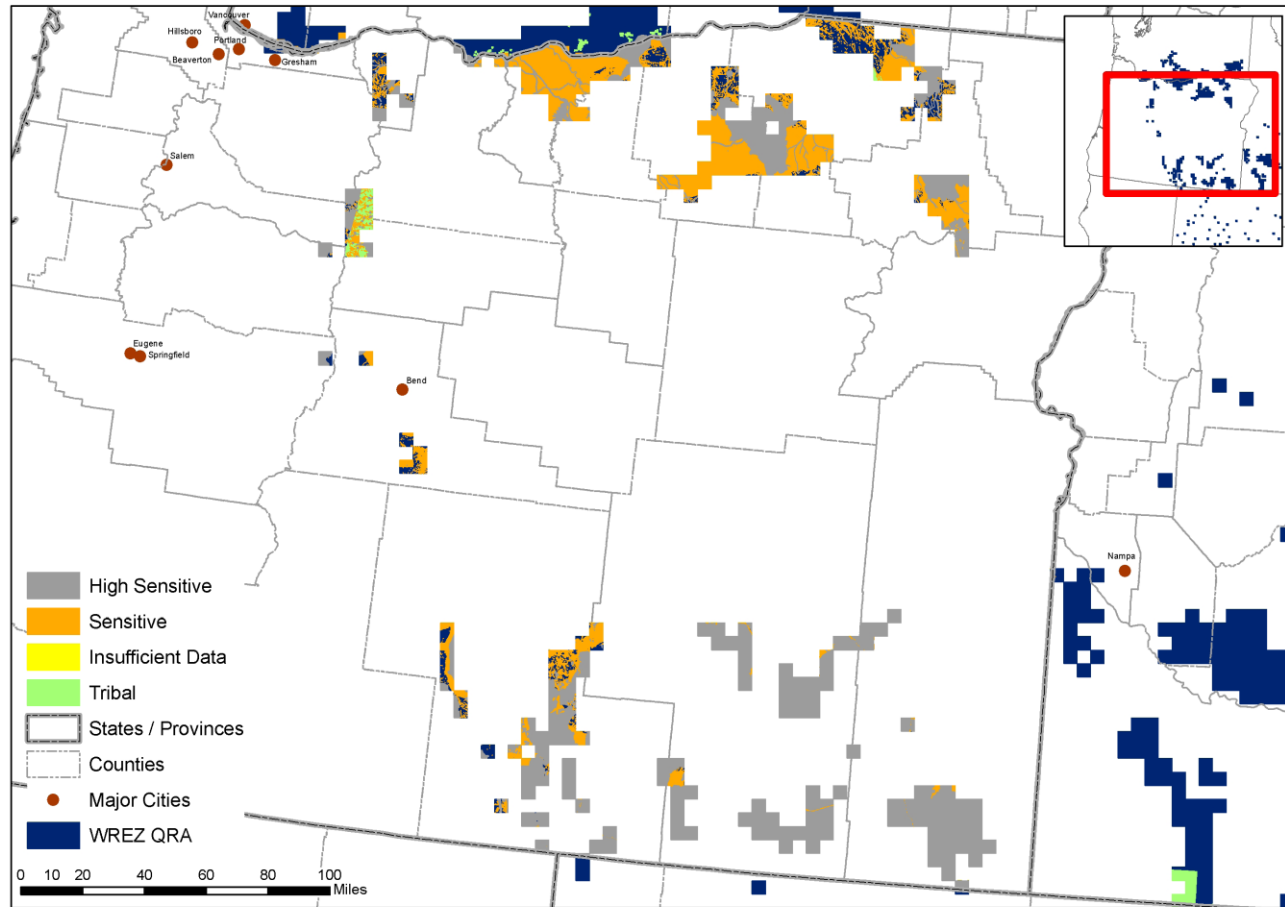 Vancouver
Hillsboro
Portland
Beaverton
Gresham
Salem
Eugene
Springfield
Bend
Nampa
High Sensitive
Sensitive
Insufficient Data
Tribal
States / Provinces
Counties
Major Cities
WREZ QRA
0 20 40 60 80 100
Miles